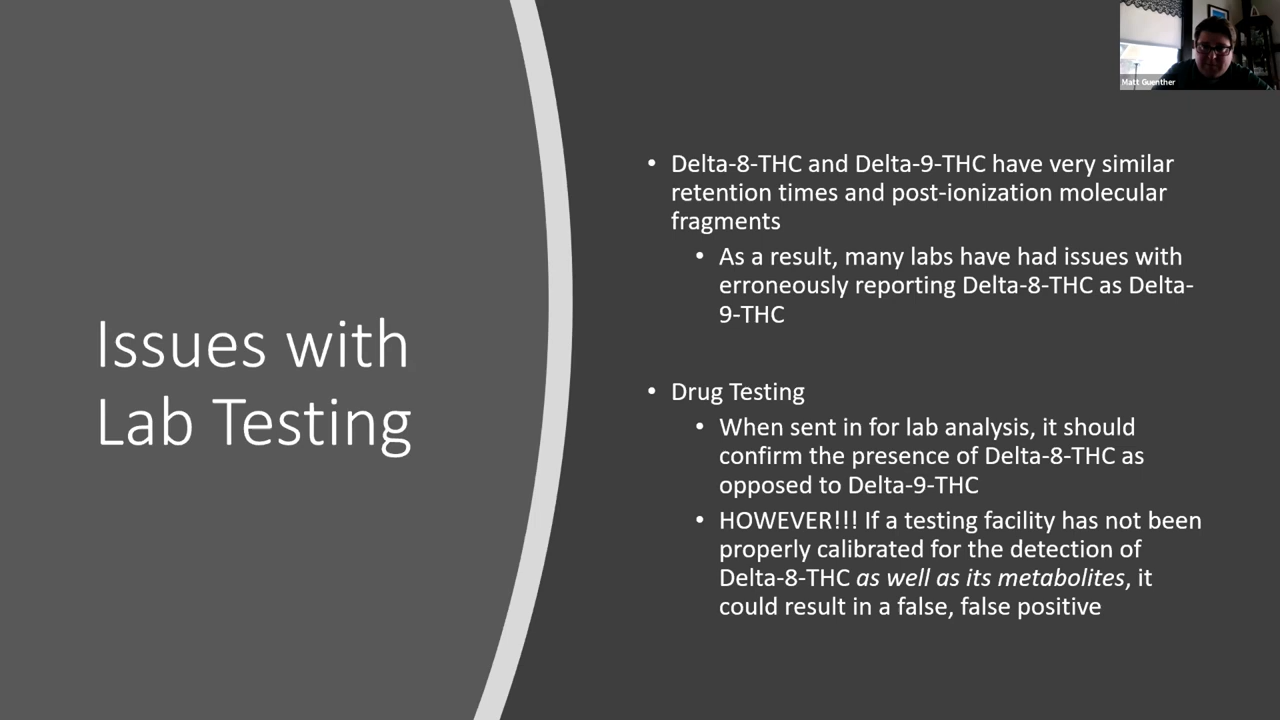 Matt Guenther
Issues with
Lab Testing
• Delta-8-THC and Delta-9-THC have very similar
retention times and post-ionization molecular
fragments
• As a result, many labs have had issues with
erroneously reporting Delta-8-THC as Delta-
9-THC
• Drug Testing
• When sent in for lab analysis, it should
confirm the presence of Delta-8-THC as
opposed to Delta-9-THC
• HOWEVER!!! If a testing facility has not been
properly calibrated for the detection of
Delta-8-THC as well as its metabolites, it
could result in a false, false positive